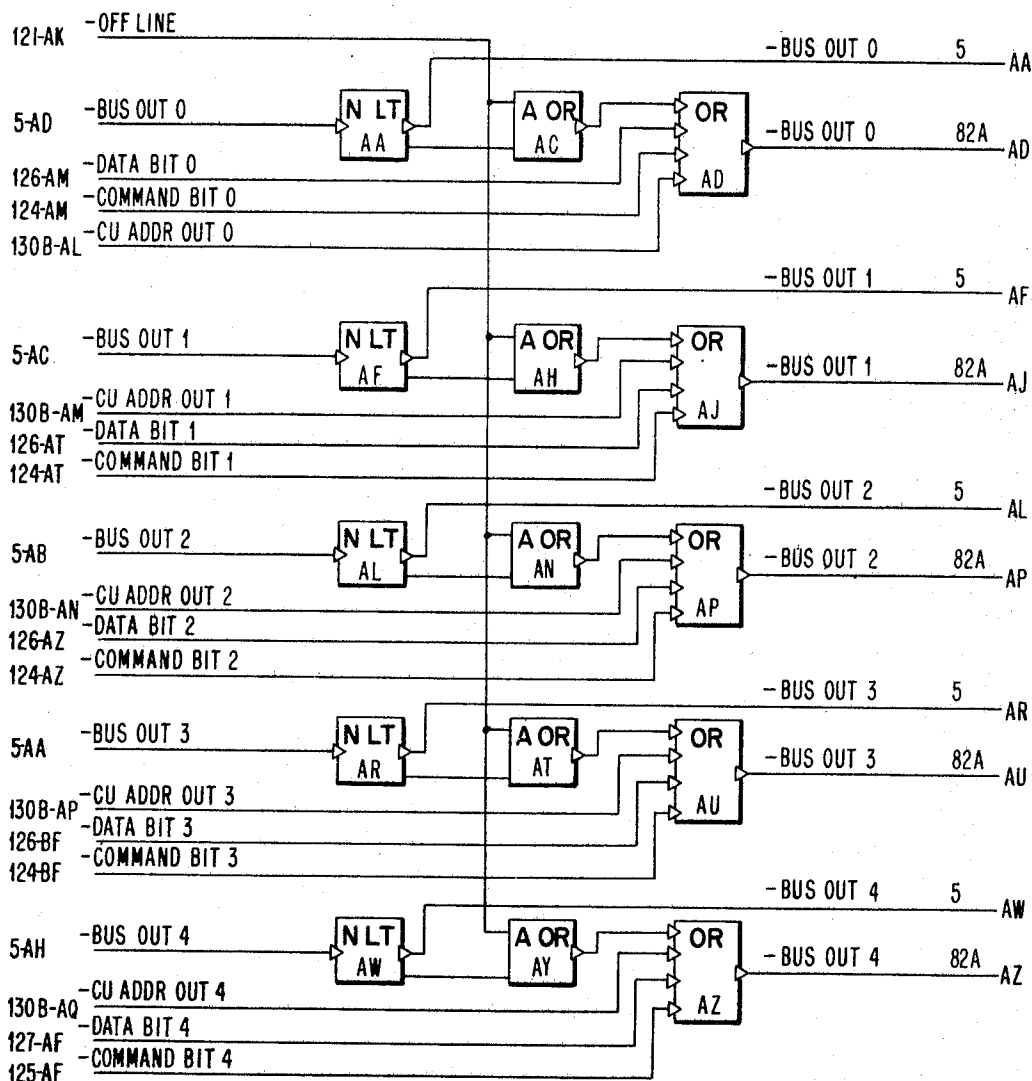 121-AK -OFF LINE
-BUS OUT 0 5 AA
5-AD -BUS OUT 0 N LT AA A OR AC OR AD -BUS OUT 0 82A AD
126-AM -DATA BIT 0
124-AM -COMMAND BIT 0
130B-AL -CU ADDR OUT 0
-BUS OUT 1 5 AF
5-AC -BUS OUT 1 N LT AF A OR AH OR AJ -BUS OUT 1 82A AJ
130B-AM -CU ADDR OUT 1
126-AT -DATA BIT 1
124-AT -COMMAND BIT 1
-BUS OUT 2 5 AL
5-AB -BUS OUT 2 N LT AL A OR AN OR AP -BUS OUT 2 82A AP
130B-AN -CU ADDR OUT 2
126-AZ -DATA BIT 2
124-AZ -COMMAND BIT 2
-BUS OUT 3 5 AR
5-AA -BUS OUT 3 N LT AR A OR AT OR AU -BUS OUT 3 82A AU
130B-AP -CU ADDR OUT 3
126-BF -DATA BIT 3
124-BF -COMMAND BIT 3
-BUS OUT 4 5 AW
5-AH -BUS OUT 4 N LT AW A OR AY OR AZ -BUS OUT 4 82A AZ
130B-AQ -CU ADDR OUT 4
127-AF -DATA BIT 4
125-AF -COMMAND BIT 4